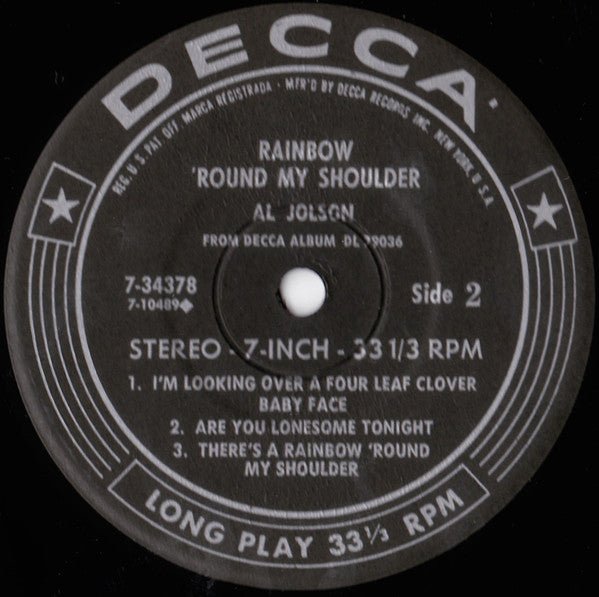 DECCA
REG. U.S. PAT. OFF. MARCA REGISTRADA · MFR'D BY DECCA RECORDS INC. NEW YORK, U.S.A.
RAINBOW
'ROUND MY SHOULDER
AL JOLSON
FROM DECCA ALBUM DL 79036
7-34378
7-10489◆
Side 2
STEREO - 7-INCH - 33 1/3 RPM
1. I'M LOOKING OVER A FOUR LEAF CLOVER
BABY FACE
2. ARE YOU LONESOME TONIGHT
3. THERE'S A RAINBOW 'ROUND
MY SHOULDER
LONG PLAY 33⅓ RPM